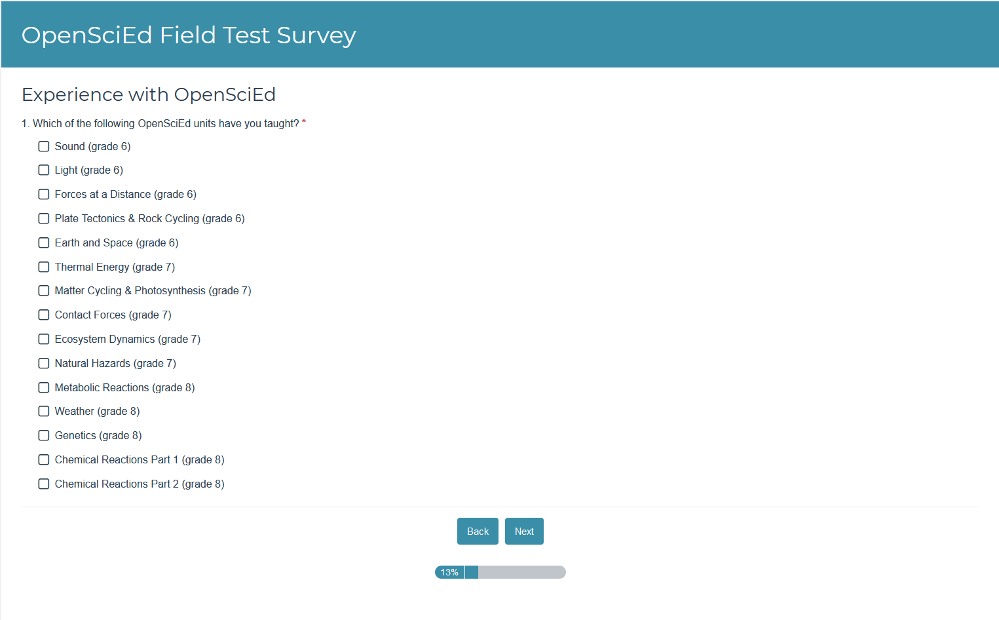 OpenSciEd Field Test Survey
Experience with OpenSciEd
1. Which of the following OpenSciEd units have you taught? *
Sound (grade 6)
Light (grade 6)
Forces at a Distance (grade 6)
Plate Tectonics & Rock Cycling (grade 6)
Earth and Space (grade 6)
Thermal Energy (grade 7)
Matter Cycling & Photosynthesis (grade 7)
Contact Forces (grade 7)
Ecosystem Dynamics (grade 7)
Natural Hazards (grade 7)
Metabolic Reactions (grade 8)
Weather (grade 8)
Genetics (grade 8)
Chemical Reactions Part 1 (grade 8)
Chemical Reactions Part 2 (grade 8)
Back Next
13%